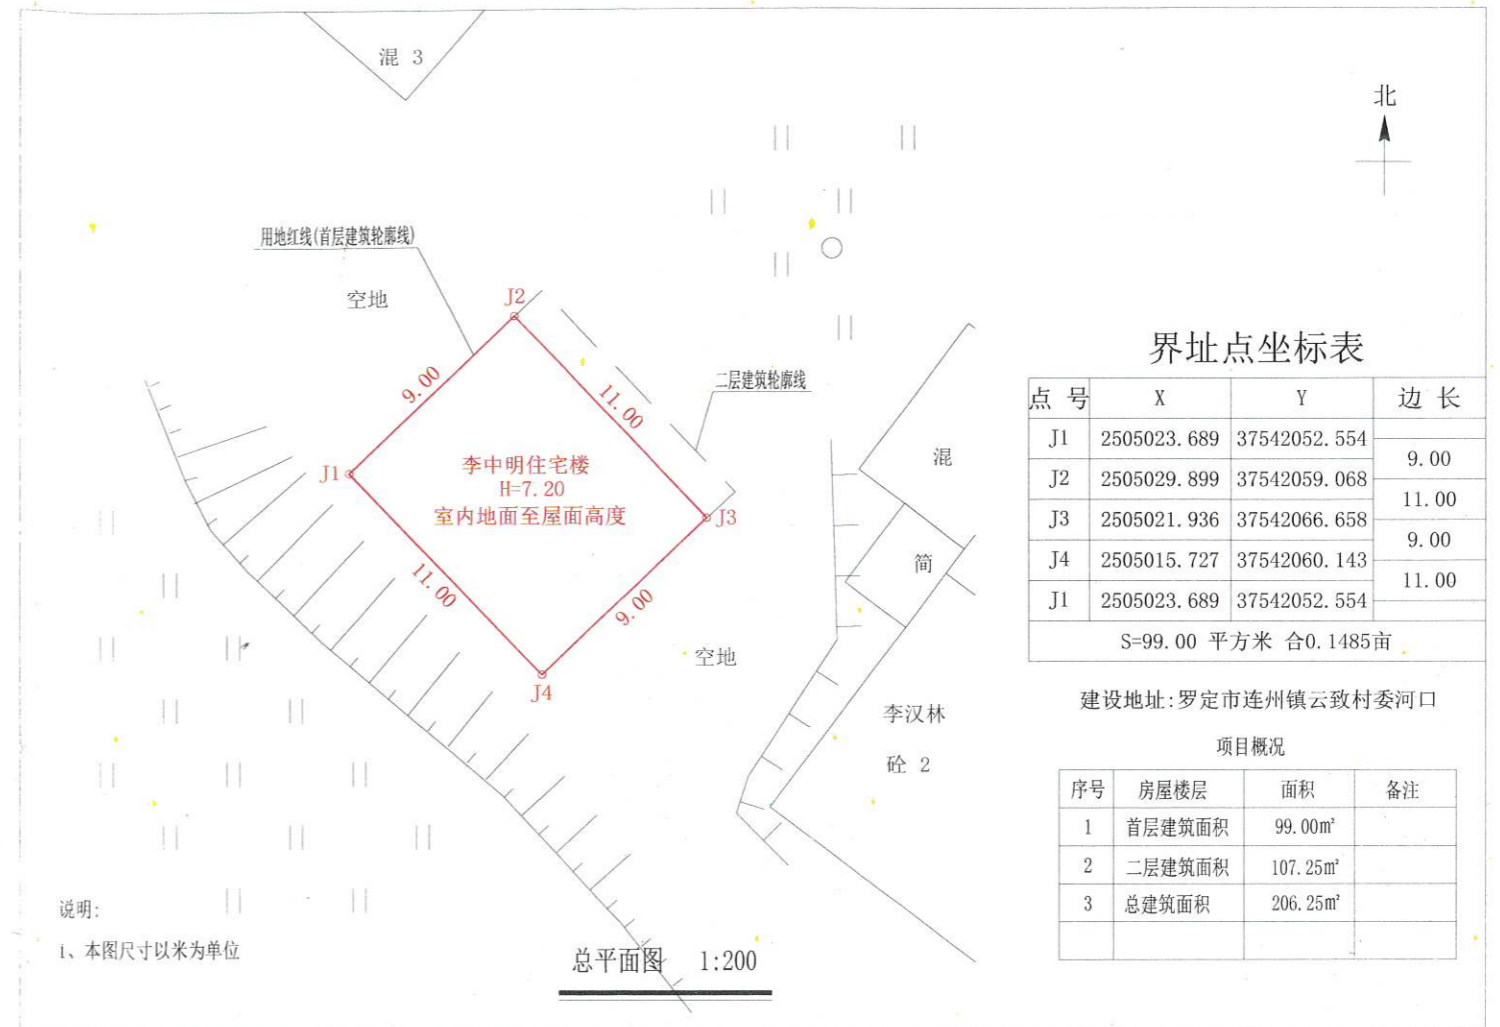 混 3
北
用地红线(首层建筑轮廓线)
空地
J2
9.00
11.00
二层建筑轮廓线
J1
李中明住宅楼
H=7.20
室内地面至屋面高度
J3
11.00
9.00
J4
空地
混
简
李汉林
砼 2
界址点坐标表
点 号 X Y 边 长
J1 2505023.689 37542052.554
9.00
J2 2505029.899 37542059.068
11.00
J3 2505021.936 37542066.658
9.00
J4 2505015.727 37542060.143
11.00
J1 2505023.689 37542052.554
S=99.00 平方米 合0.1485亩
建设地址:罗定市连州镇云致村委河口
项目概况
序号 房屋楼层 面积 备注
1 首层建筑面积 99.00㎡
2 二层建筑面积 107.25㎡
3 总建筑面积 206.25㎡
说明:
1、本图尺寸以米为单位
总平面图 1:200